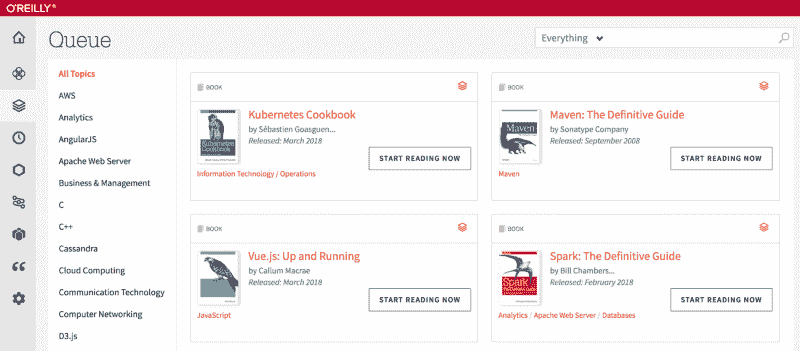 O'REILLY®
Queue
Everything
All Topics
AWS
Analytics
AngularJS
Apache Web Server
Business & Management
C
C++
Cassandra
Cloud Computing
Communication Technology
Computer Networking
D3.js
BOOK
Kubernetes Cookbook
by Sébastien Goasguen...
Released: March 2018
START READING NOW
Information Technology / Operations
Kubernetes
Cookbook
BOOK
Maven: The Definitive Guide
by Sonatype Company
Released: September 2008
START READING NOW
Maven
Maven
BOOK
Vue.js: Up and Running
by Callum Macrae
Released: March 2018
START READING NOW
JavaScript
BOOK
Spark: The Definitive Guide
by Bill Chambers...
Released: February 2018
START READING NOW
Analytics / Apache Web Server / Databases
Spark